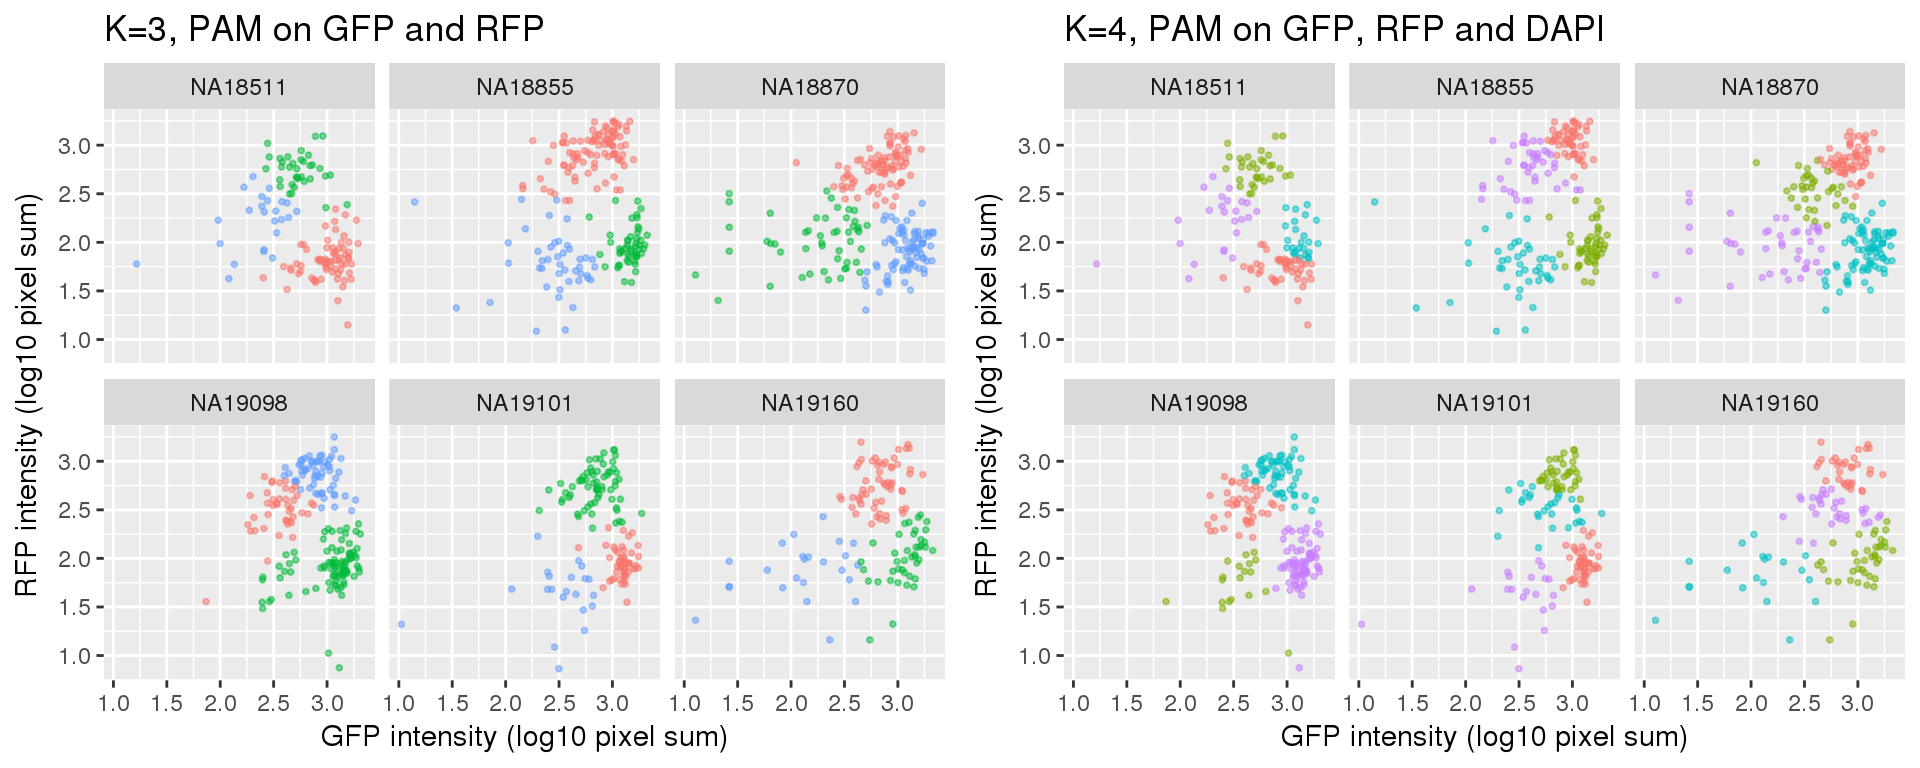 K=3, PAM on GFP and RFP
NA18511 NA18855 NA18870
3.0
2.5
2.0
1.5
1.0
NA19098 NA19101 NA19160
3.0
2.5
2.0
1.5
1.0
1.0 1.5 2.0 2.5 3.0 1.0 1.5 2.0 2.5 3.0 1.0 1.5 2.0 2.5 3.0
GFP intensity (log10 pixel sum)
RFP intensity (log10 pixel sum)
K=4, PAM on GFP, RFP and DAPI
NA18511 NA18855 NA18870
3.0
2.5
2.0
1.5
1.0
NA19098 NA19101 NA19160
3.0
2.5
2.0
1.5
1.0
1.0 1.5 2.0 2.5 3.0 1.0 1.5 2.0 2.5 3.0 1.0 1.5 2.0 2.5 3.0
GFP intensity (log10 pixel sum)
RFP intensity (log10 pixel sum)